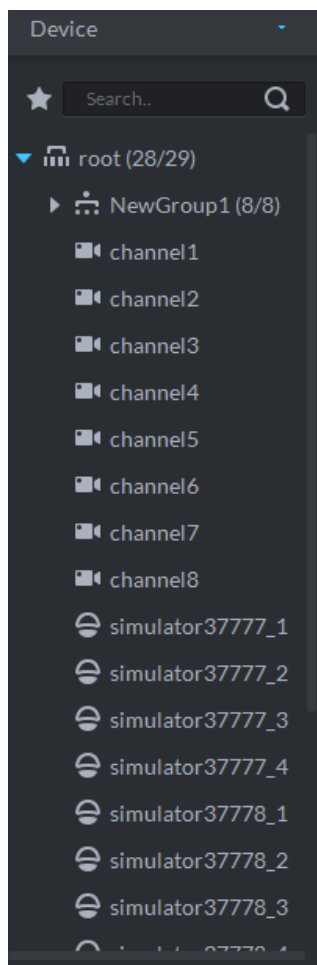 Device
Search..
root (28/29)
NewGroup1 (8/8)
channel1
channel2
channel3
channel4
channel5
channel6
channel7
channel8
simulator37777_1
simulator37777_2
simulator37777_3
simulator37777_4
simulator37778_1
simulator37778_2
simulator37778_3